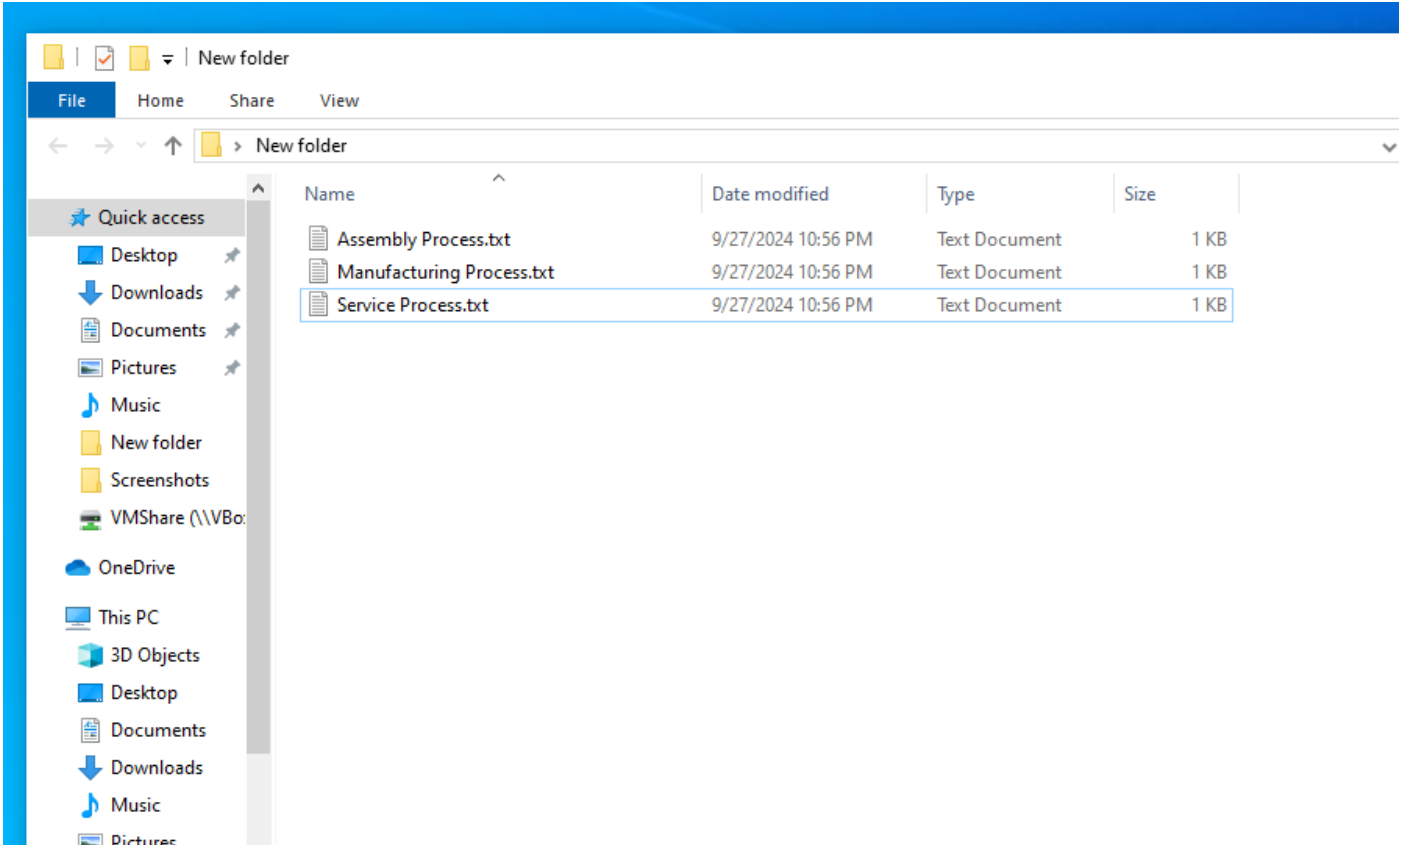 New folder
File Home Share View
New folder
Name Date modified Type Size
Quick access
Assembly Process.txt 9/27/2024 10:56 PM Text Document 1 KB
Desktop
Manufacturing Process.txt 9/27/2024 10:56 PM Text Document 1 KB
Downloads
Service Process.txt 9/27/2024 10:56 PM Text Document 1 KB
Documents
Pictures
Music
New folder
Screenshots
VMShare (\\VBo
OneDrive
This PC
3D Objects
Desktop
Documents
Downloads
Music
Pictures